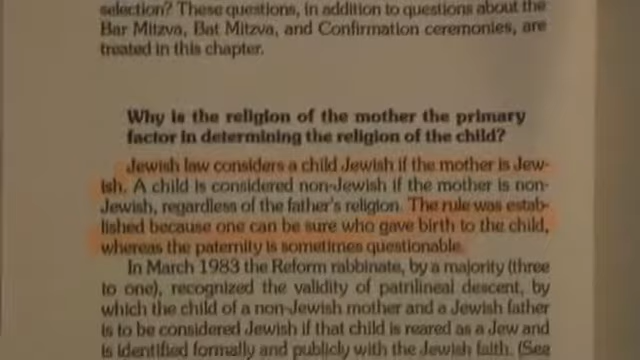 selection? These questions, in addition to questions about the
Bar Mitzva, Bat Mitzva, and Confirmation ceremonies, are
treated in this chapter.
Why is the religion of the mother the primary
factor in determining the religion of the child?
Jewish law considers a child Jewish if the mother is Jew-
ish. A child is considered non-Jewish if the mother is non-
Jewish, regardless of the father's religion. The rule was estab-
lished because one can be sure who gave birth to the child,
whereas the paternity is sometimes questionable.
In March 1983 the Reform rabbinate, by a majority (three
to one), recognized the validity of patrilineal descent, by
which the child of a non-Jewish mother and a Jewish father
is to be considered Jewish if that child is reared as a Jew and
is identified formally and publicly with the Jewish faith. (See